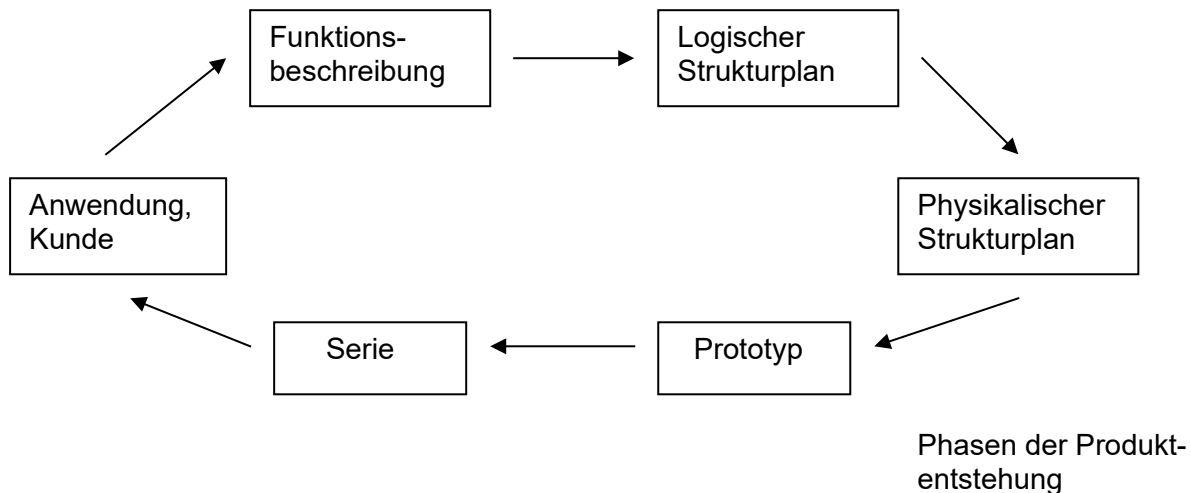 Funktions-
beschreibung
Logischer
Strukturplan
Anwendung,
Kunde
Physikalischer
Strukturplan
Serie
Prototyp
Phasen der Produkt-
entstehung